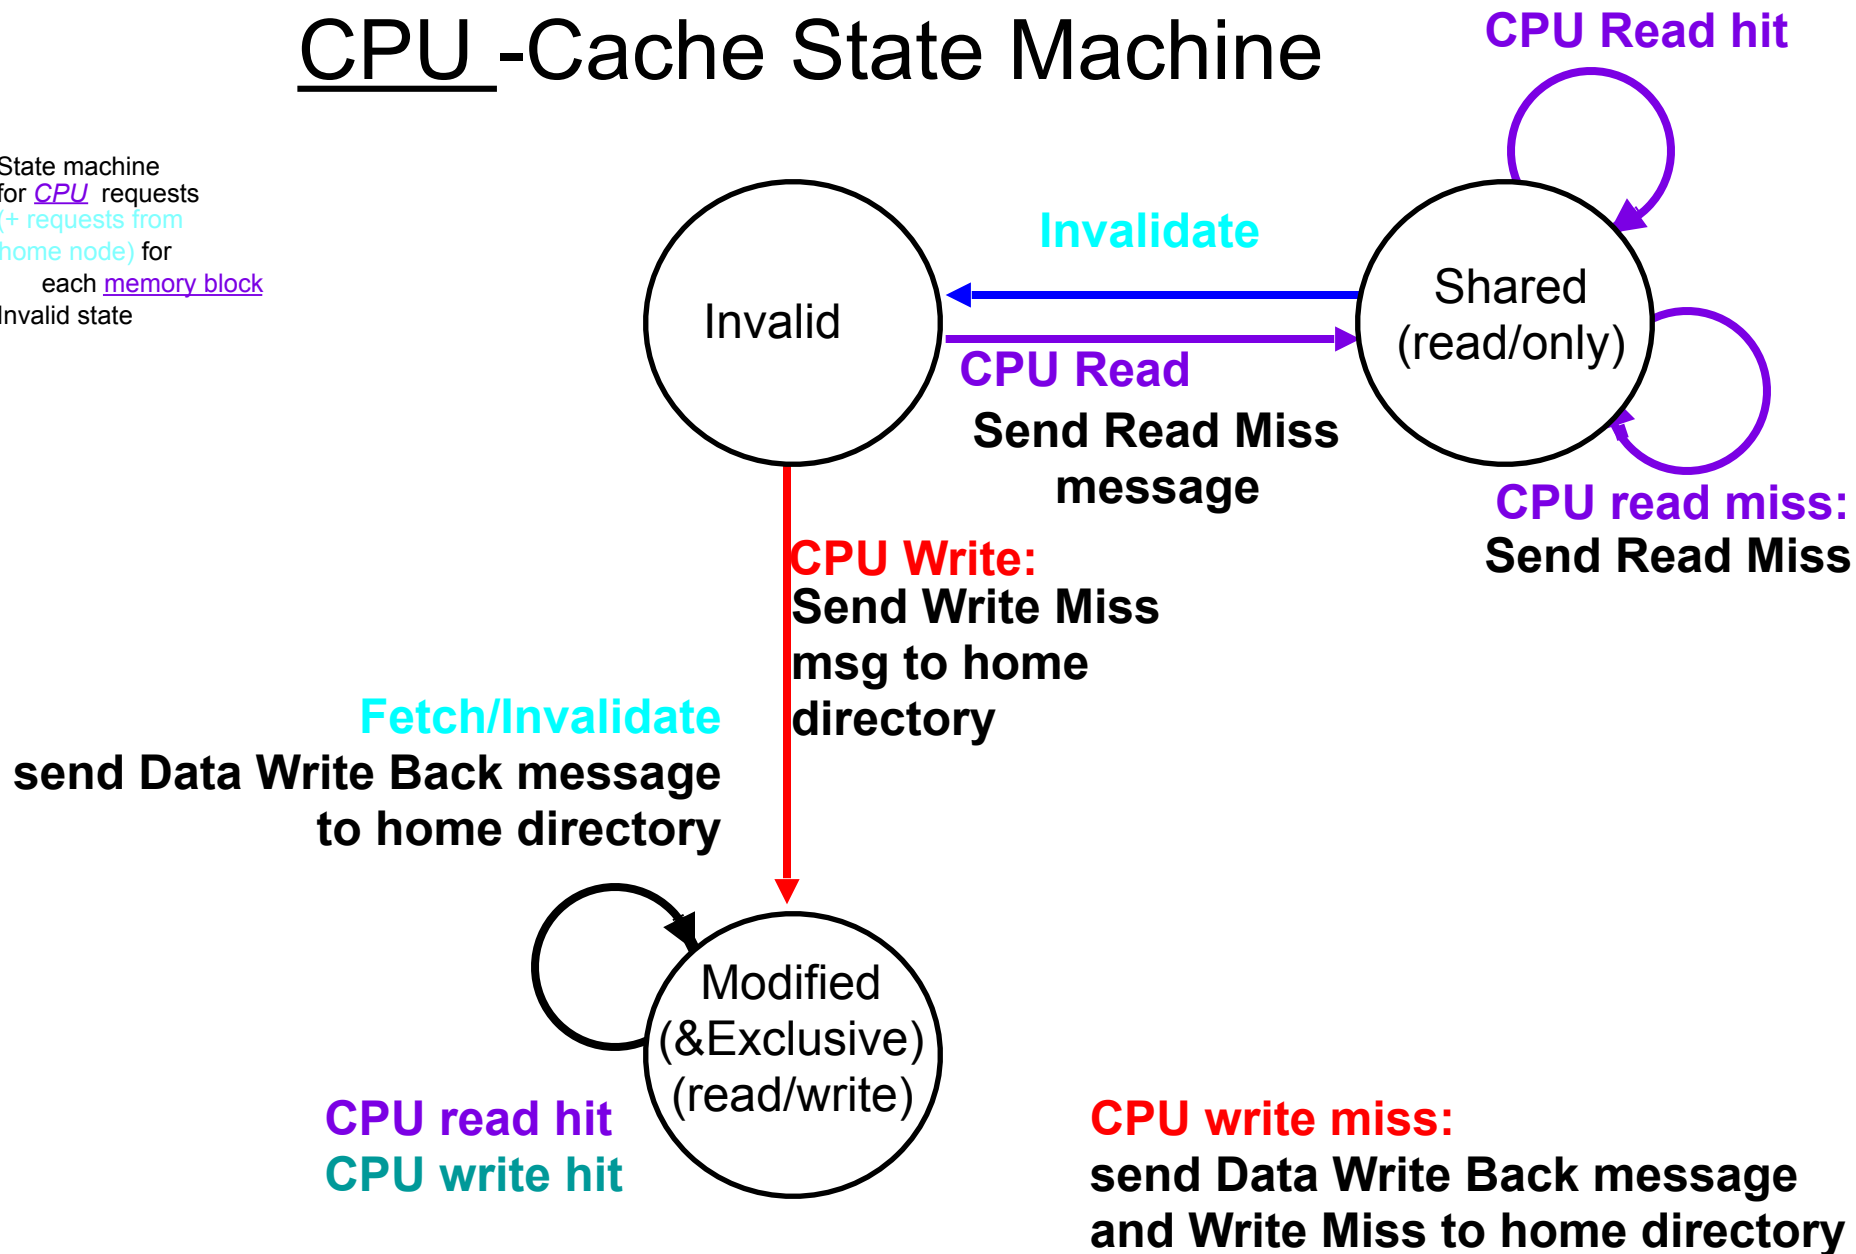 CPU -Cache State Machine
CPU Read hit
State machine
for CPU requests
(+ requests from
home node) for
each memory block
Invalid state
Invalidate
Invalid
Shared
(read/only)
CPU Read
Send Read Miss
message
CPU read miss:
Send Read Miss
CPU Write:
Send Write Miss
msg to home
directory
Fetch/Invalidate
send Data Write Back message
to home directory
Modified
(&Exclusive)
(read/write)
CPU read hit
CPU write hit
CPU write miss:
send Data Write Back message
and Write Miss to home directory